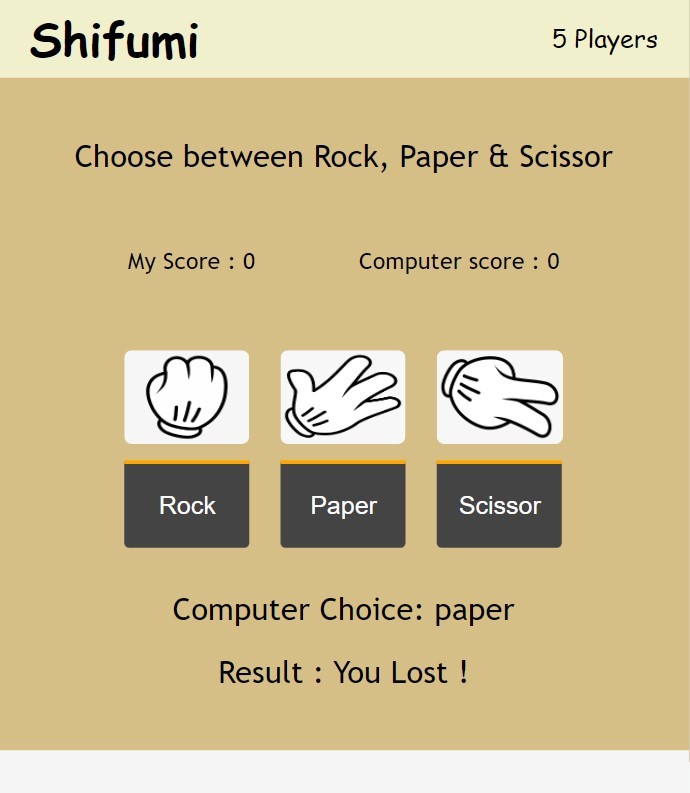 Shifumi
5 Players
Choose between Rock, Paper & Scissor
My Score : 0
Computer score : 0
Rock
Paper
Scissor
Computer Choice: paper
Result : You Lost !